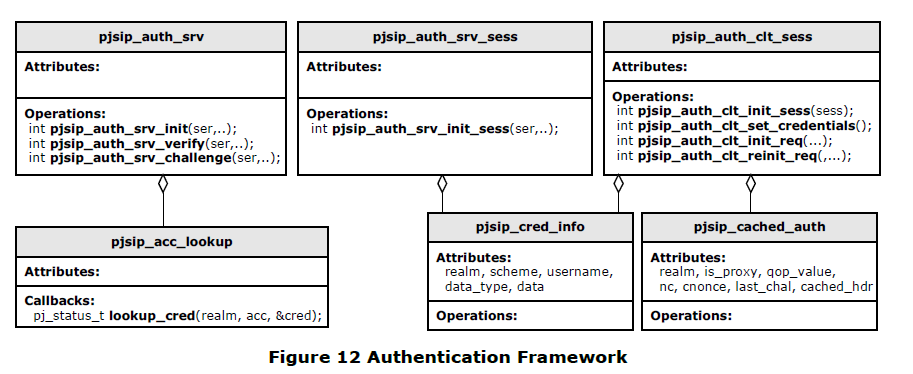 pjsip_auth_srv
Attributes:
Operations:
int pjsip_auth_srv_init(ser,..);
int pjsip_auth_srv_verify(ser,..);
int pjsip_auth_srv_challenge(ser,..);
pjsip_auth_srv_sess
Attributes:
Operations:
int pjsip_auth_srv_init_sess(ser,..);
pjsip_auth_clt_sess
Attributes:
Operations:
int pjsip_auth_clt_init_sess(sess);
int pjsip_auth_clt_set_credentials();
int pjsip_auth_clt_init_req(...);
int pjsip_auth_clt_reinit_req(,...);
pjsip_acc_lookup
Attributes:
Callbacks:
pj_status_t lookup_cred(realm, acc, &cred);
pjsip_cred_info
Attributes:
realm, scheme, username,
data_type, data
Operations:
pjsip_cached_auth
Attributes:
realm, is_proxy, qop_value,
nc, cnonce, last_chal, cached_hdr
Operations:
Figure 12 Authentication Framework